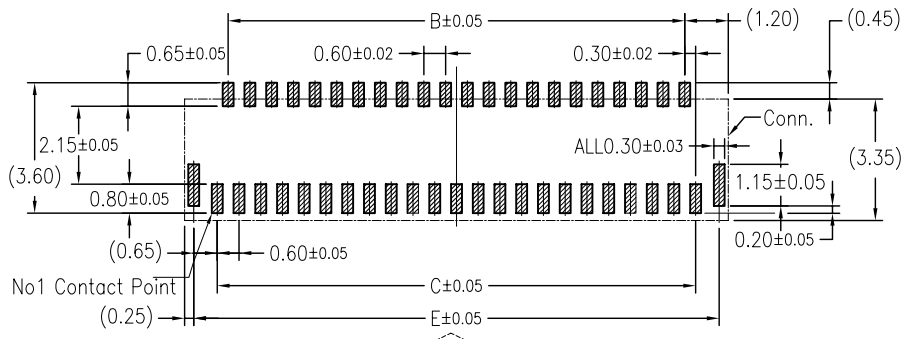 B±0.05
(1.20)
(0.45)
0.65±0.05
0.60±0.02
0.30±0.02
Conn.
2.15±0.05
ALL0.30±0.03
(3.60)
(3.35)
0.80±0.05
1.15±0.05
(0.65)
0.60±0.05
0.20±0.05
No1 Contact Point
C±0.05
(0.25)
E±0.05